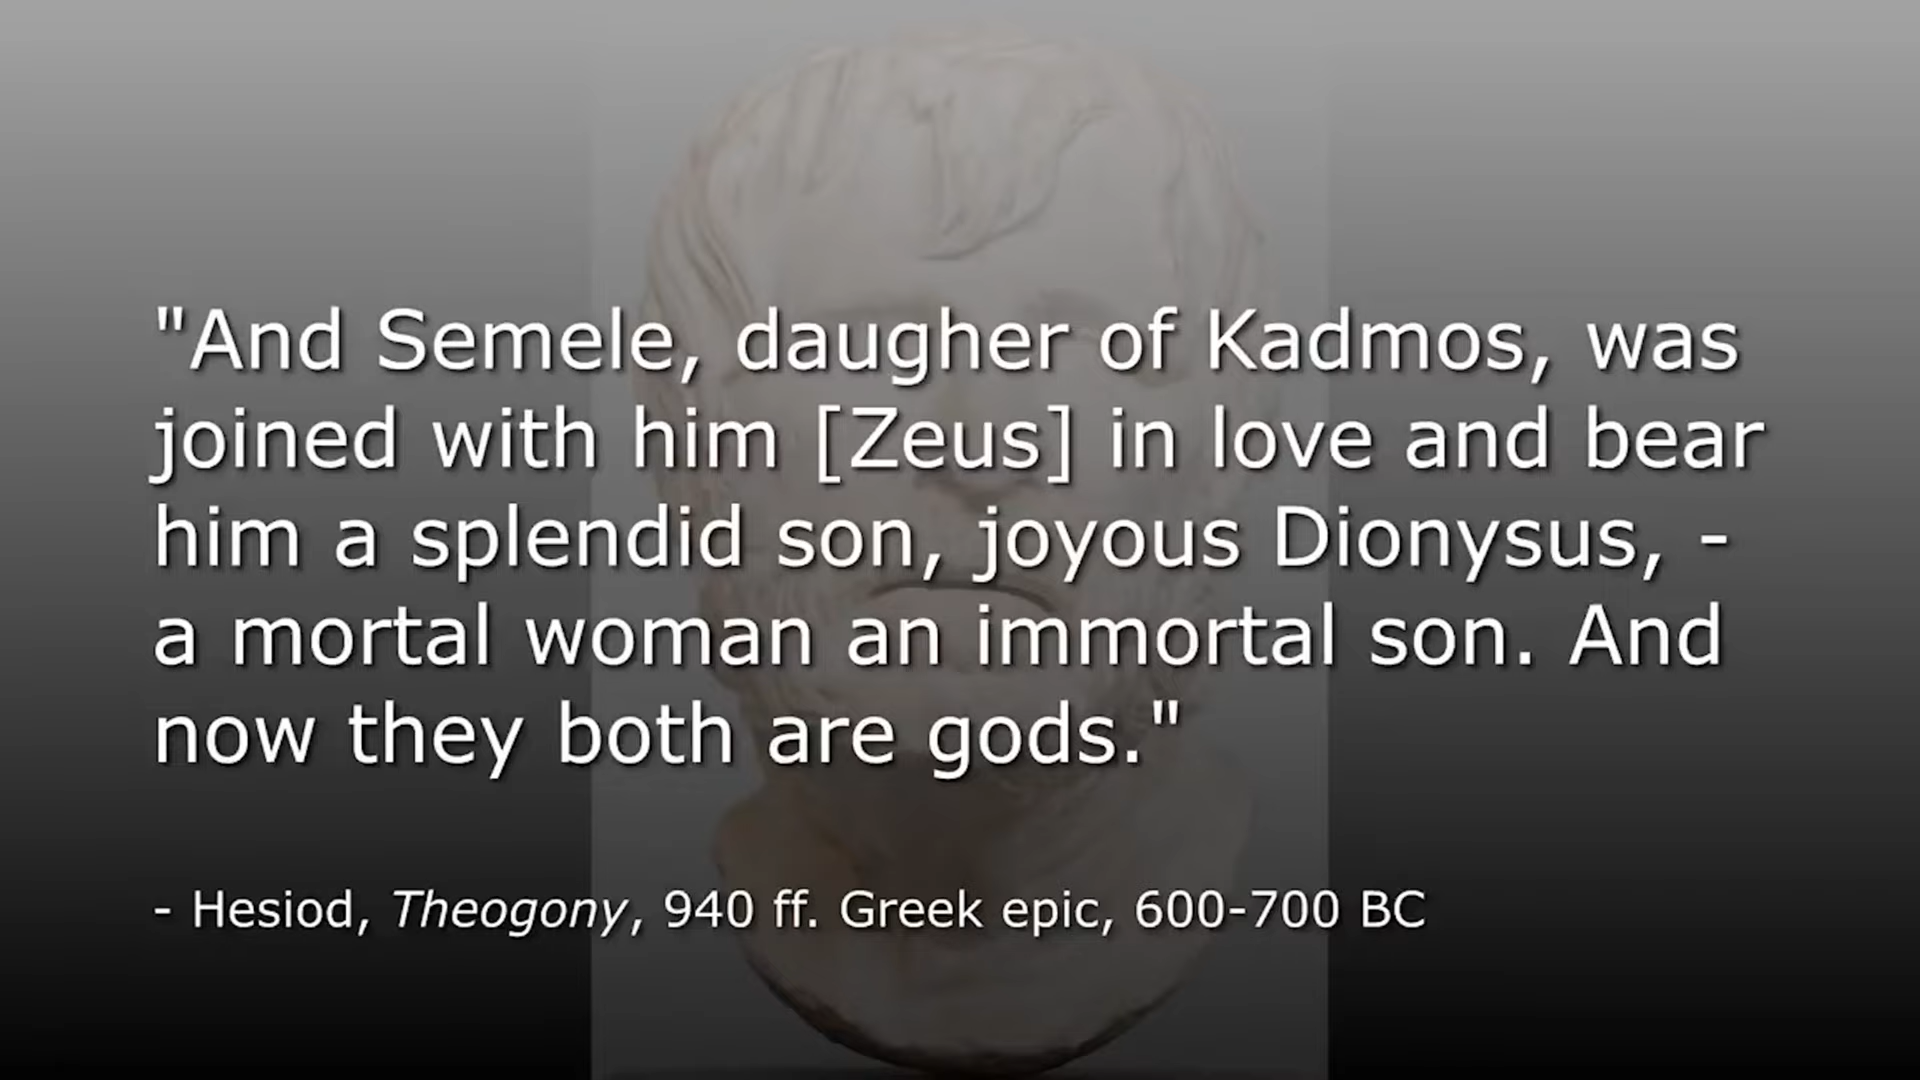 "And Semele, daugher of Kadmos, was
joined with him [Zeus] in love and bear
him a splendid son, joyous Dionysus, -
a mortal woman an immortal son. And
now they both are gods."
- Hesiod, Theogony, 940 ff. Greek epic, 600-700 BC